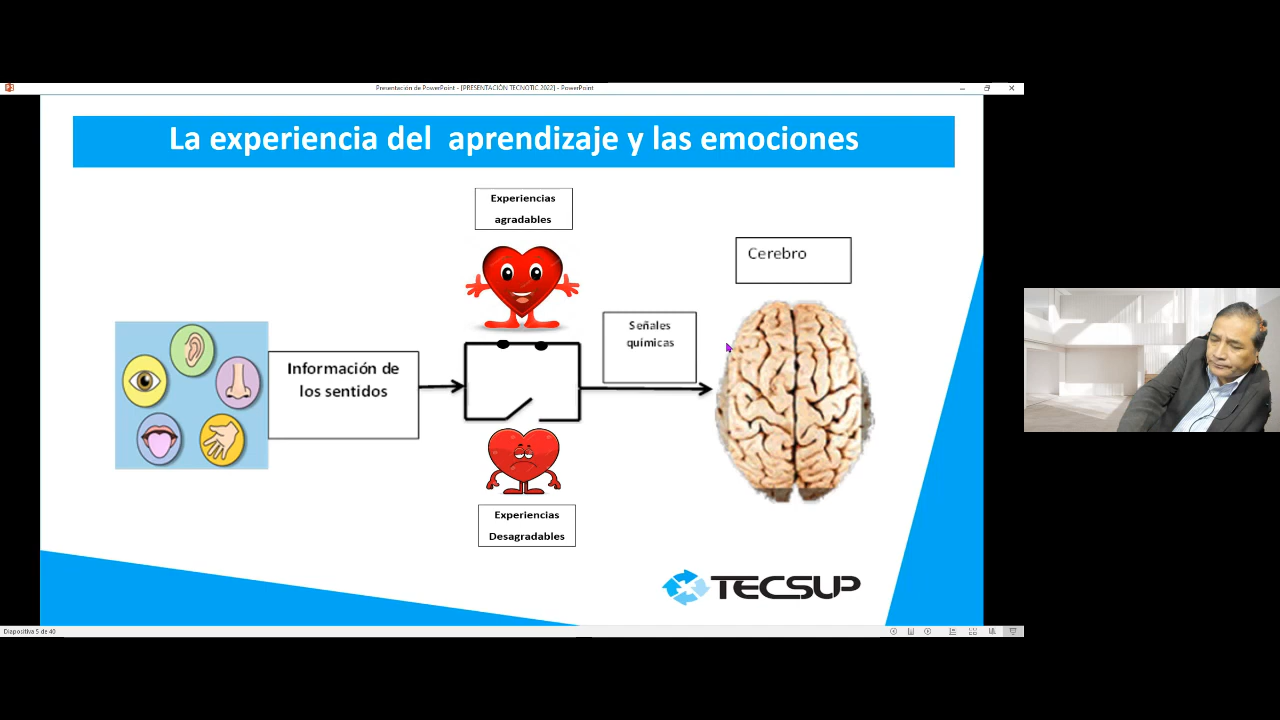 Presentación de PowerPoint - [PRESENTACIÓN TECNOTIC 2022] - PowerPoint
La experiencia del aprendizaje y las emociones
Experiencias
agradables
Cerebro
Señales
químicas
Información de
los sentidos
Experiencias
Desagradables
TECSUP
Diapositiva 5 de 40